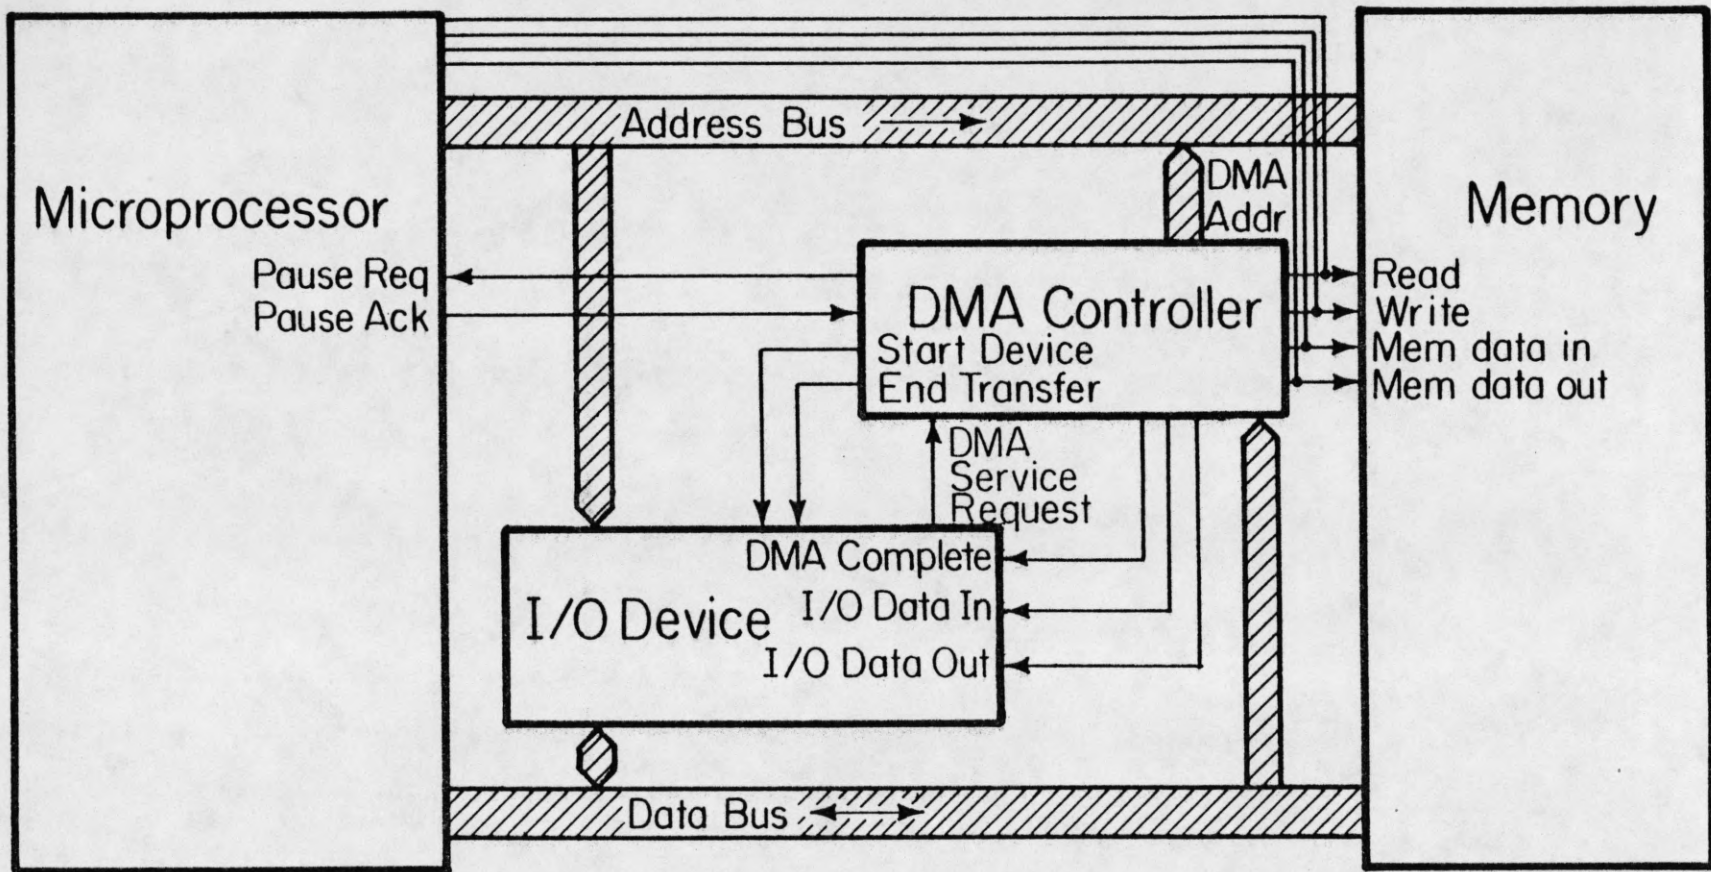 Address Bus
Microprocessor
DMA
Addr
Memory
Pause Req
Pause Ack
DMA Controller
Start Device
End Transfer
Read
Write
Mem data in
Mem data out
DMA
Service
Request
DMA Complete
I/O Device
I/O Data In
I/O Data Out
Data Bus